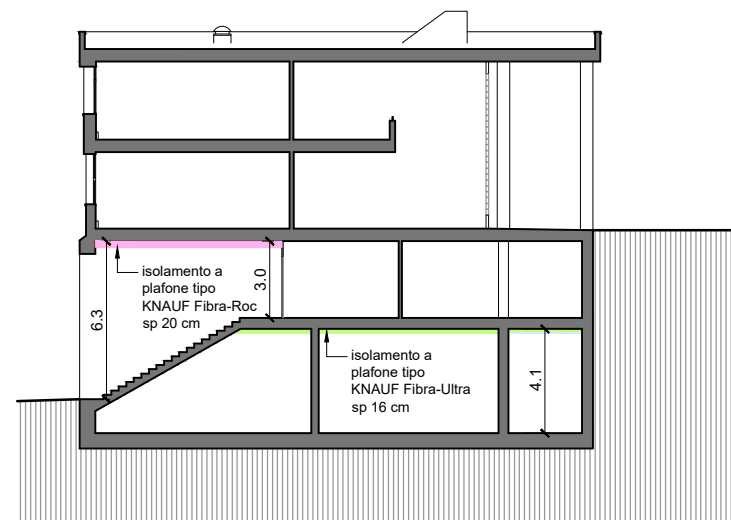 isolamento a
plafone tipo
KNAUF Fibra-Roc
sp 20 cm
3.0
6.3
isolamento a
plafone tipo
KNAUF Fibra-Ultra
sp 16 cm
4.1